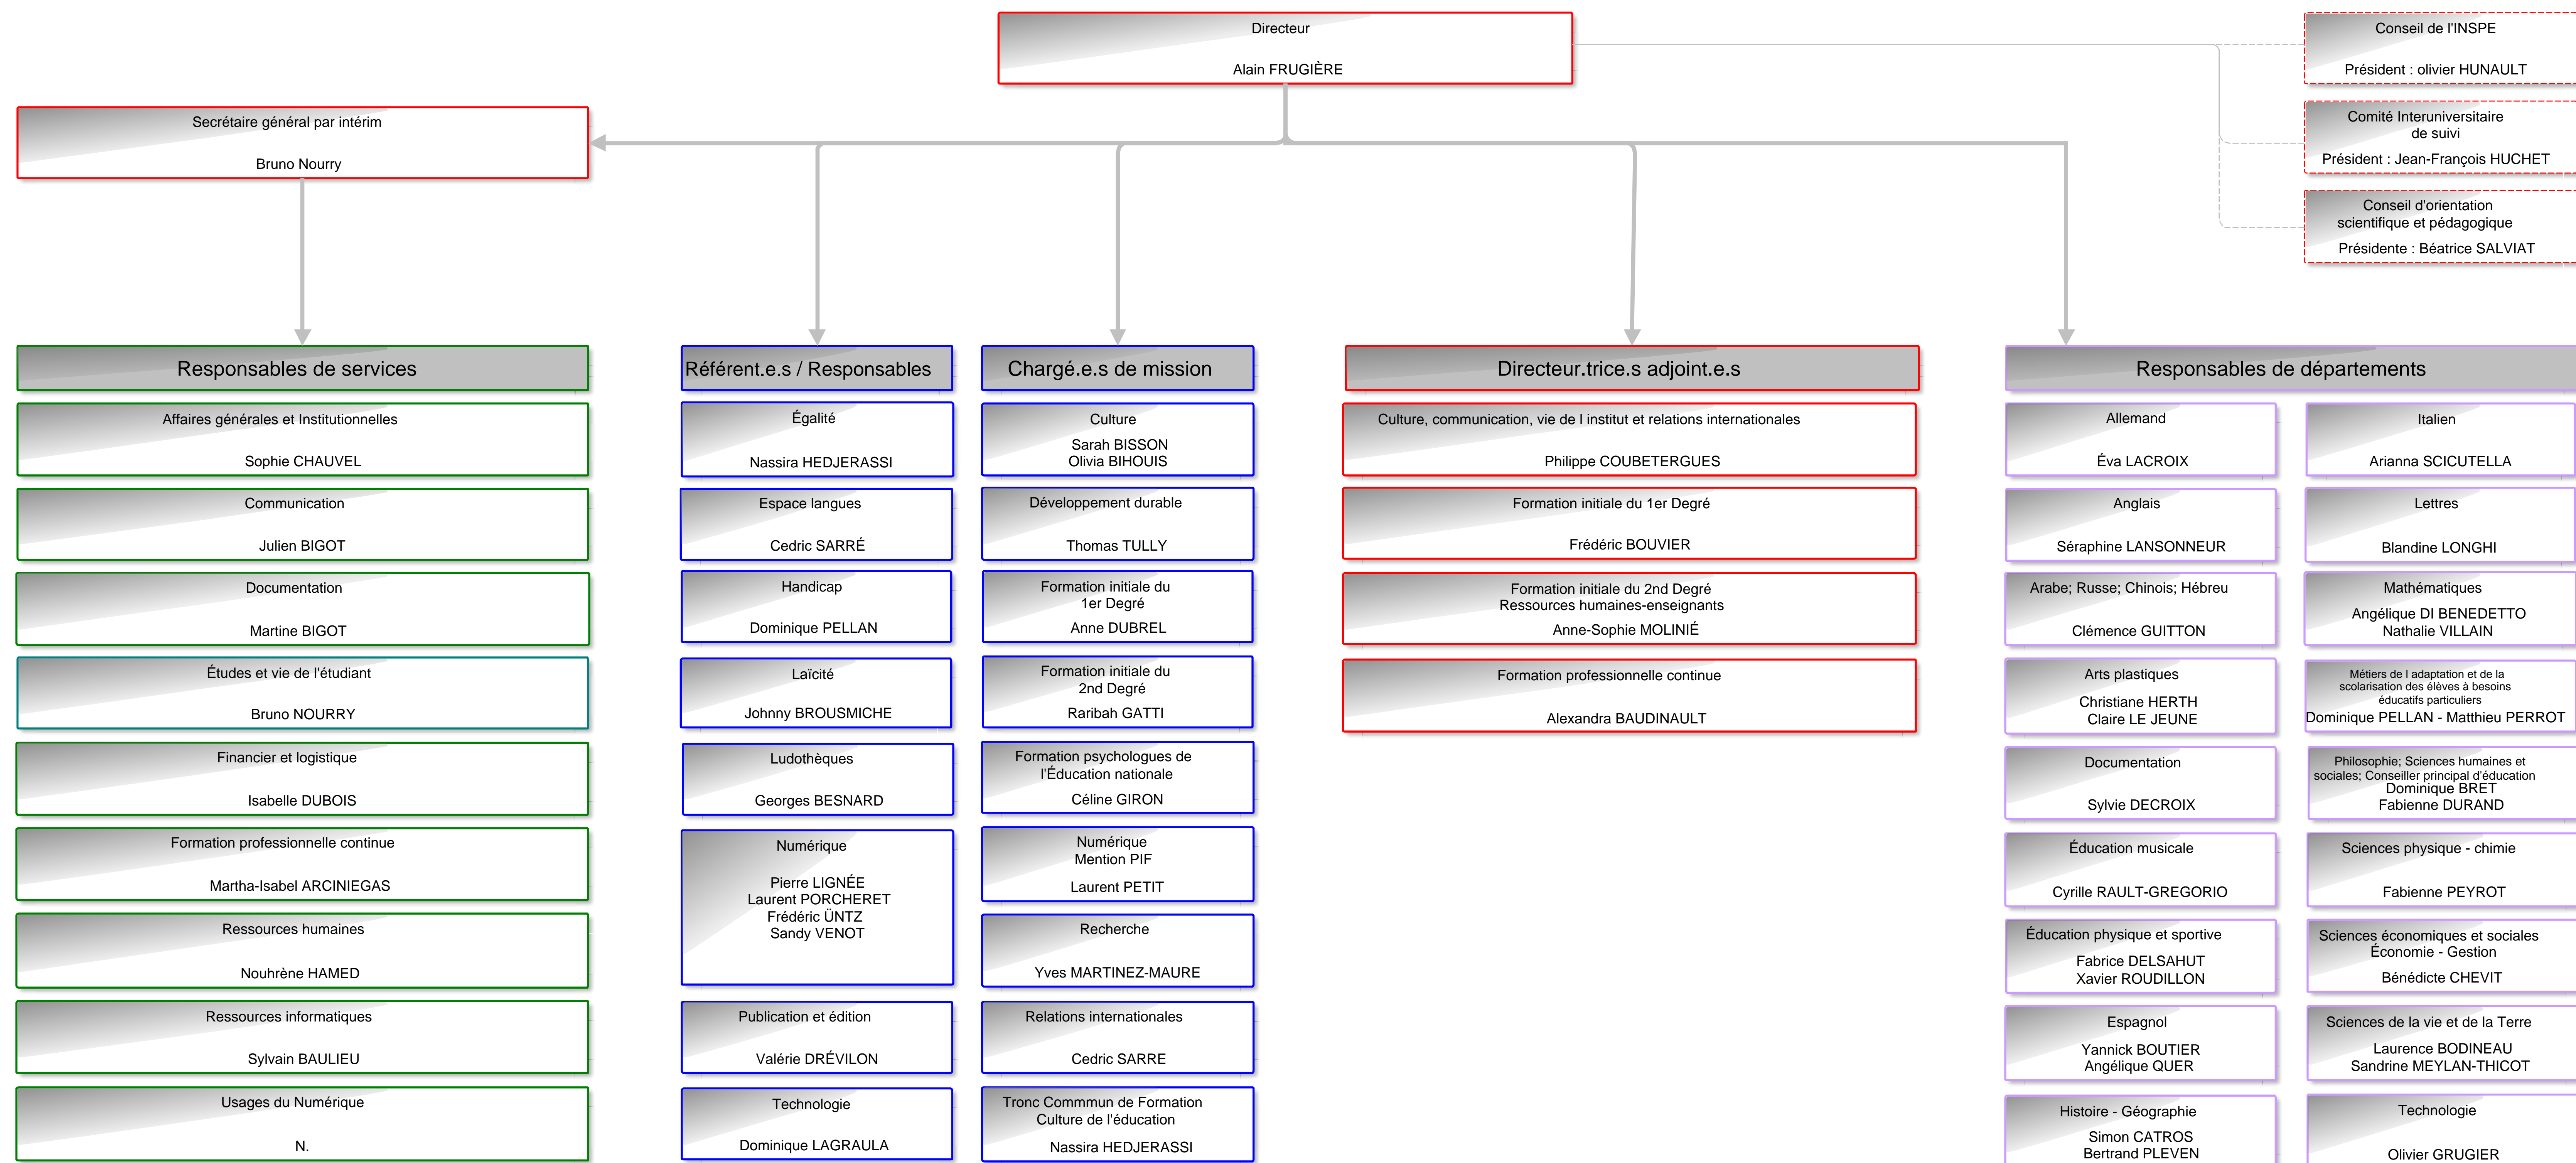 Directeur
Alain FRUGIÈRE
Conseil de l'INSPE
Président : olivier HUNAULT
Comité Interuniversitaire
de suivi
Président : Jean-François HUCHET
Conseil d'orientation
scientifique et pédagogique
Présidente : Béatrice SALVIAT
Secrétaire général par intérim
Bruno Nourry
Responsables de services
Affaires générales et Institutionnelles
Sophie CHAUVEL
Communication
Julien BIGOT
Documentation
Martine BIGOT
Études et vie de l'étudiant
Bruno NOURRY
Financier et logistique
Isabelle DUBOIS
Formation professionnelle continue
Martha-Isabel ARCINIEGAS
Ressources humaines
Nouhrène HAMED
Ressources informatiques
Sylvain BAULIEU
Usages du Numérique
N.
Référent.e.s / Responsables
Égalité
Nassira HEDJERASSI
Espace langues
Cedric SARRÉ
Handicap
Dominique PELLAN
Laïcité
Johnny BROUSMICHE
Ludothèques
Georges BESNARD
Numérique
Pierre LIGNÉE
Laurent PORCHERET
Frédéric ÜNTZ
Sandy VENOT
Publication et édition
Valérie DRÉVILON
Technologie
Dominique LAGRAULA
Chargé.e.s de mission
Culture
Sarah BISSON
Olivia BIHOUIS
Développement durable
Thomas TULLY
Formation initiale du
1er Degré
Anne DUBREL
Formation initiale du
2nd Degré
Raribah GATTI
Formation psychologues de
l'Éducation nationale
Céline GIRON
Numérique
Mention PIF
Laurent PETIT
Recherche
Yves MARTINEZ-MAURE
Relations internationales
Cedric SARRE
Tronc Commmun de Formation
Culture de l'éducation
Nassira HEDJERASSI
Directeur.trice.s adjoint.e.s
Culture, communication, vie de l institut et relations internationales
Philippe COUBETERGUES
Formation initiale du 1er Degré
Frédéric BOUVIER
Formation initiale du 2nd Degré
Ressources humaines-enseignants
Anne-Sophie MOLINIÉ
Formation professionnelle continue
Alexandra BAUDINAULT
Responsables de départements
Allemand
Éva LACROIX
Anglais
Séraphine LANSONNEUR
Arabe; Russe; Chinois; Hébreu
Clémence GUITTON
Arts plastiques
Christiane HERTH
Claire LE JEUNE
Documentation
Sylvie DECROIX
Éducation musicale
Cyrille RAULT-GREGORIO
Éducation physique et sportive
Fabrice DELSAHUT
Xavier ROUDILLON
Espagnol
Yannick BOUTIER
Angélique QUER
Histoire - Géographie
Simon CATROS
Bertrand PLEVEN
Italien
Arianna SCICUTELLA
Lettres
Blandine LONGHI
Mathématiques
Angélique DI BENEDETTO
Nathalie VILLAIN
Métiers de l adaptation et de la
scolarisation des élèves à besoins
éducatifs particuliers
Dominique PELLAN - Matthieu PERROT
Philosophie; Sciences humaines et
sociales; Conseiller principal d'éducation
Dominique BRET
Fabienne DURAND
Sciences physique - chimie
Fabienne PEYROT
Sciences économiques et sociales
Économie - Gestion
Bénédicte CHEVIT
Sciences de la vie et de la Terre
Laurence BODINEAU
Sandrine MEYLAN-THICOT
Technologie
Olivier GRUGIER